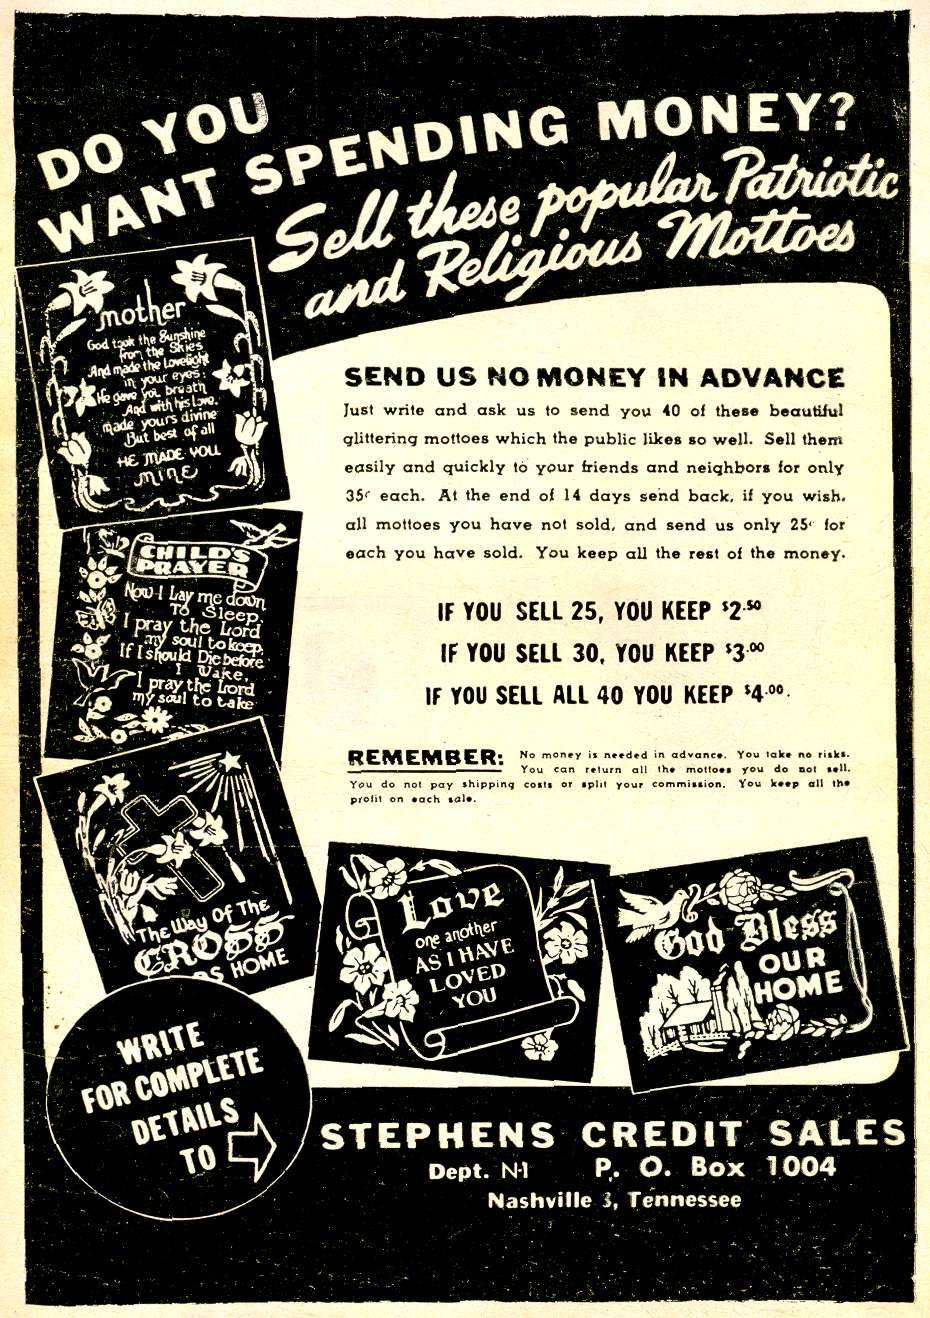 DO YOU
WANT SPENDING MONEY?
Sell these popular Patriotic
and Religious Mottoes
mother
God took the Sunshine
from the Skies
And made the Lovelight
in your eyes:
He gave you breath
And with his Love.
made yours divine
But best of all
HE MADE YOU
MINE
CHILD'S
PRAYER
Now I Lay me down
To Sleep,
I pray the Lord
my soul to keep,
If I should Die before
I Wake,
I pray the Lord
my soul to take
The Way Of The
CROSS
DS HOME
SEND US NO MONEY IN ADVANCE
Just write and ask us to send you 40 of these beautiful
glittering mottoes which the public likes so well. Sell them
easily and quickly to your friends and neighbors for only
35c each. At the end of 14 days send back, if you wish,
all mottoes you have not sold, and send us only 25c for
each you have sold. You keep all the rest of the money.
IF YOU SELL 25, YOU KEEP $2.50
IF YOU SELL 30, YOU KEEP $3.00
IF YOU SELL ALL 40 YOU KEEP $4.00.
REMEMBER: No money is needed in advance. You take no risks.
You can return all the mottoes you do not sell.
You do not pay shipping costs or split your commission. You keep all the
profit on each sale.
Love
one another
AS I HAVE
LOVED
YOU
God Bless
OUR
HOME
WRITE
FOR COMPLETE
DETAILS
TO
STEPHENS CREDIT SALES
Dept. N-1 P. O. Box 1004
Nashville 3, Tennessee